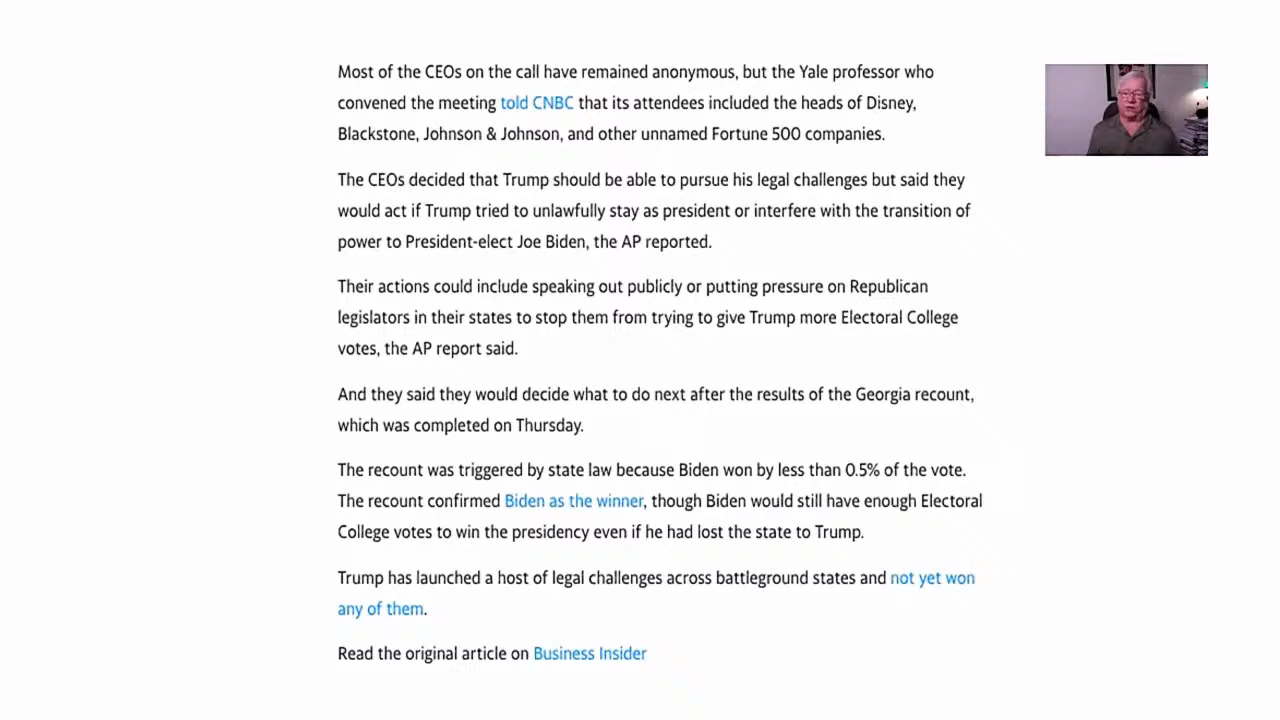 Most of the CEOs on the call have remained anonymous, but the Yale professor who
convened the meeting told CNBC that its attendees included the heads of Disney,
Blackstone, Johnson & Johnson, and other unnamed Fortune 500 companies.
The CEOs decided that Trump should be able to pursue his legal challenges but said they
would act if Trump tried to unlawfully stay as president or interfere with the transition of
power to President-elect Joe Biden, the AP reported.
Their actions could include speaking out publicly or putting pressure on Republican
legislators in their states to stop them from trying to give Trump more Electoral College
votes, the AP report said.
And they said they would decide what to do next after the results of the Georgia recount,
which was completed on Thursday.
The recount was triggered by state law because Biden won by less than 0.5% of the vote.
The recount confirmed Biden as the winner, though Biden would still have enough Electoral
College votes to win the presidency even if he had lost the state to Trump.
Trump has launched a host of legal challenges across battleground states and not yet won
any of them.
Read the original article on Business Insider